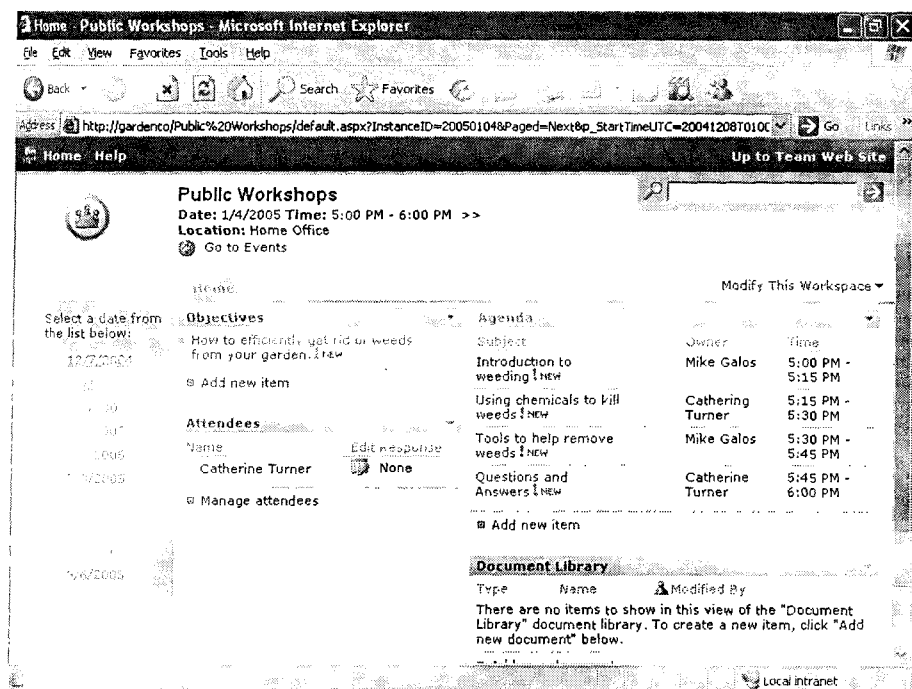 Home - Public Workshops - Microsoft Internet Explorer
File Edit View Favorites Tools Help
Back Search Favorites
Address http://gardenco/Public%20Workshops/default.aspx?InstanceID=20050104&Paged=Next&p_StartTimeUTC=20041208T010C Go Links »
Home Help Up to Team Web Site
Public Workshops
Date: 1/4/2005 Time: 5:00 PM - 6:00 PM >>
Location: Home Office
Go to Events
Home
Modify This Workspace
Select a date from
the list below:
12/7/2004
Objectives
How to efficiently get rid of weeds
from your garden. ! NEW
Add new item
Attendees
Name Edit Response
Catherine Turner None
Manage attendees
Agenda
Subject Owner Time
Introduction to Mike Galos 5:00 PM -
weeding ! NEW 5:15 PM
Using chemicals to kill Cathering 5:15 PM -
weeds ! NEW Turner 5:30 PM
Tools to help remove Mike Galos 5:30 PM -
weeds ! NEW 5:45 PM
Questions and Catherine 5:45 PM -
Answers ! NEW Turner 6:00 PM
Add new item
Document Library
Type Name Modified By
There are no items to show in this view of the "Document
Library" document library. To create a new item, click "Add
new document" below.
Local intranet